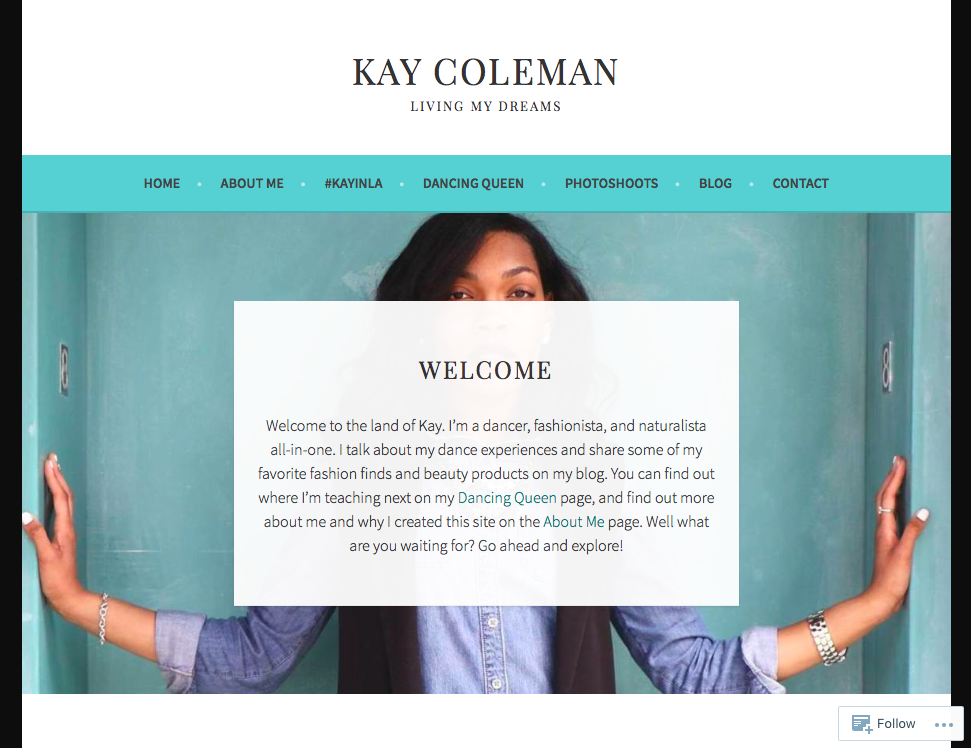 KAY COLEMAN
LIVING MY DREAMS
HOME • ABOUT ME • #KAYINLA • DANCING QUEEN • PHOTOSHOOTS • BLOG • CONTACT
8 8
WELCOME
Welcome to the land of Kay. I'm a dancer, fashionista, and naturalista
all-in-one. I talk about my dance experiences and share some of my
favorite fashion finds and beauty products on my blog. You can find out
where I'm teaching next on my Dancing Queen page, and find out more
about me and why I created this site on the About Me page. Well what
are you waiting for? Go ahead and explore!
Follow